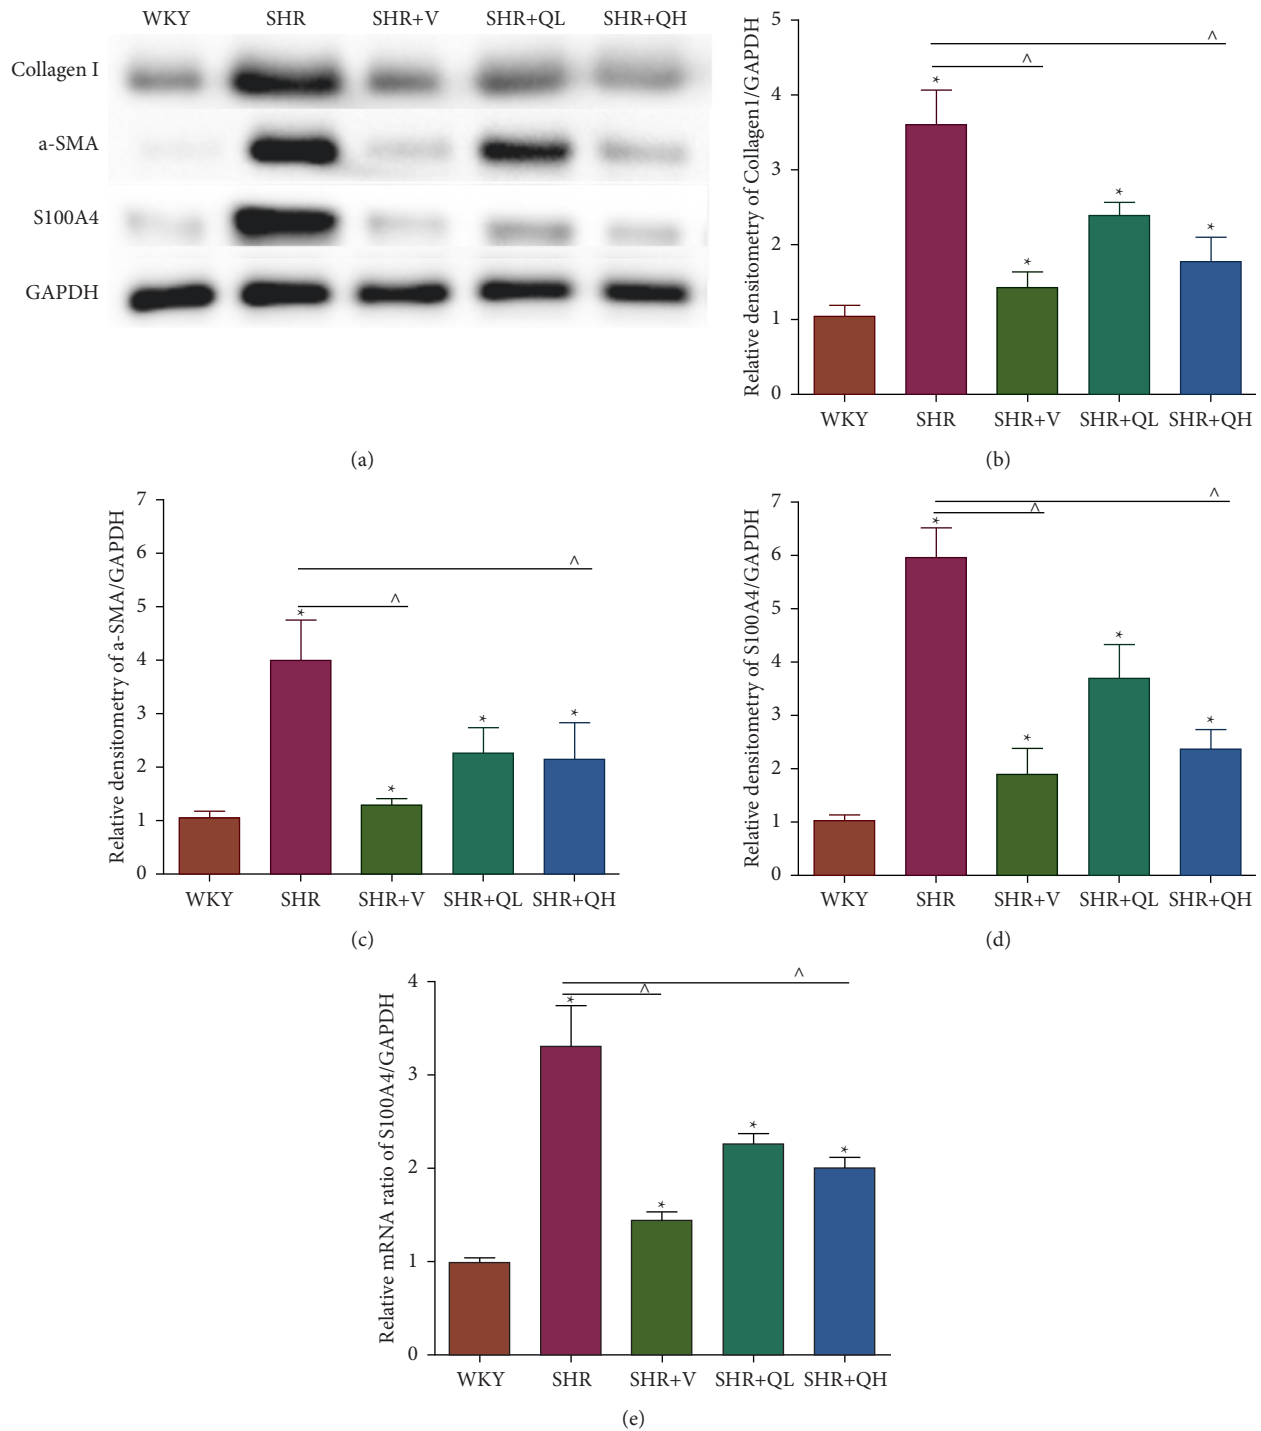 WKY SHR SHR+V SHR+QL SHR+QH
Collagen I
a-SMA
S100A4
GAPDH
(a)
Relative densitometry of Collagen1/GAPDH
5
4
3
2
1
0
^
^
*
*
*
*
WKY SHR SHR+V SHR+QL SHR+QH
(b)
Relative densitometry of a-SMA/GAPDH
7
6
5
4
3
2
1
0
^
^
*
*
*
*
WKY SHR SHR+V SHR+QL SHR+QH
(c)
Relative densitometry of S100A4/GAPDH
7
6
5
4
3
2
1
0
^
^
*
*
*
*
WKY SHR SHR+V SHR+QL SHR+QH
(d)
Relative mRNA ratio of S100A4/GAPDH
4
3
2
1
0
^
^
*
*
*
*
WKY SHR SHR+V SHR+QL SHR+QH
(e)